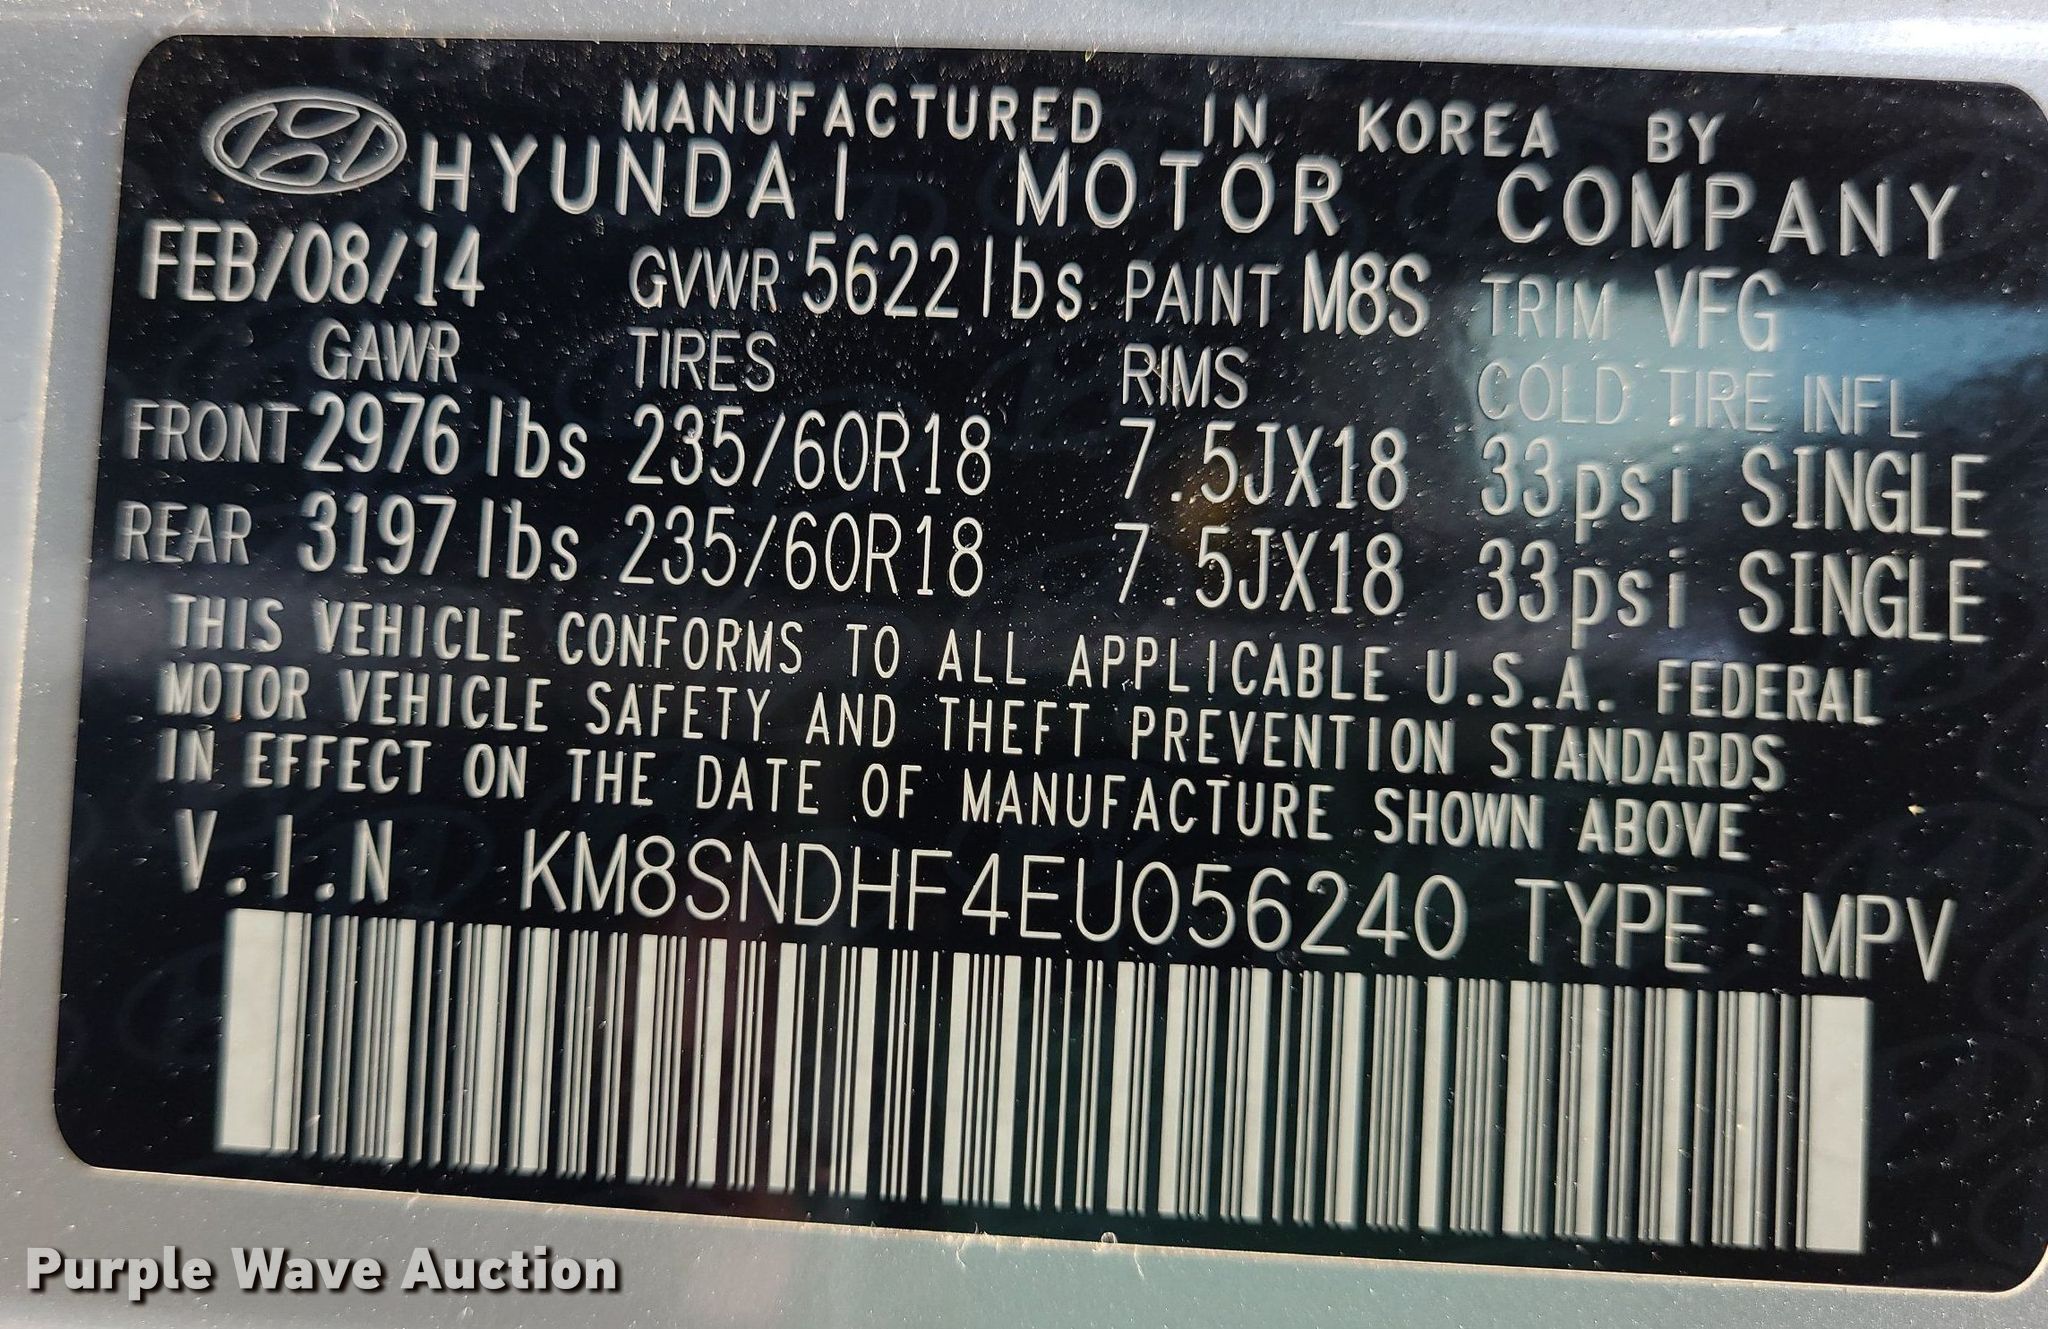 MANUFACTURED IN KOREA BY
HYUNDAI MOTOR COMPANY
FEB/08/14 GVWR 5622 lbs PAINT M8S TRIM VFG
GAWR TIRES RIMS COLD TIRE INFL
FRONT 2976 lbs 235/60R18 7.5JX18 33psi SINGLE
REAR 3197 lbs 235/60R18 7.5JX18 33psi SINGLE
THIS VEHICLE CONFORMS TO ALL APPLICABLE U.S.A. FEDERAL
MOTOR VEHICLE SAFETY AND THEFT PREVENTION STANDARDS
IN EFFECT ON THE DATE OF MANUFACTURE SHOWN ABOVE
V.I.N KM8SNDHF4EU056240 TYPE : MPV
Purple Wave Auction